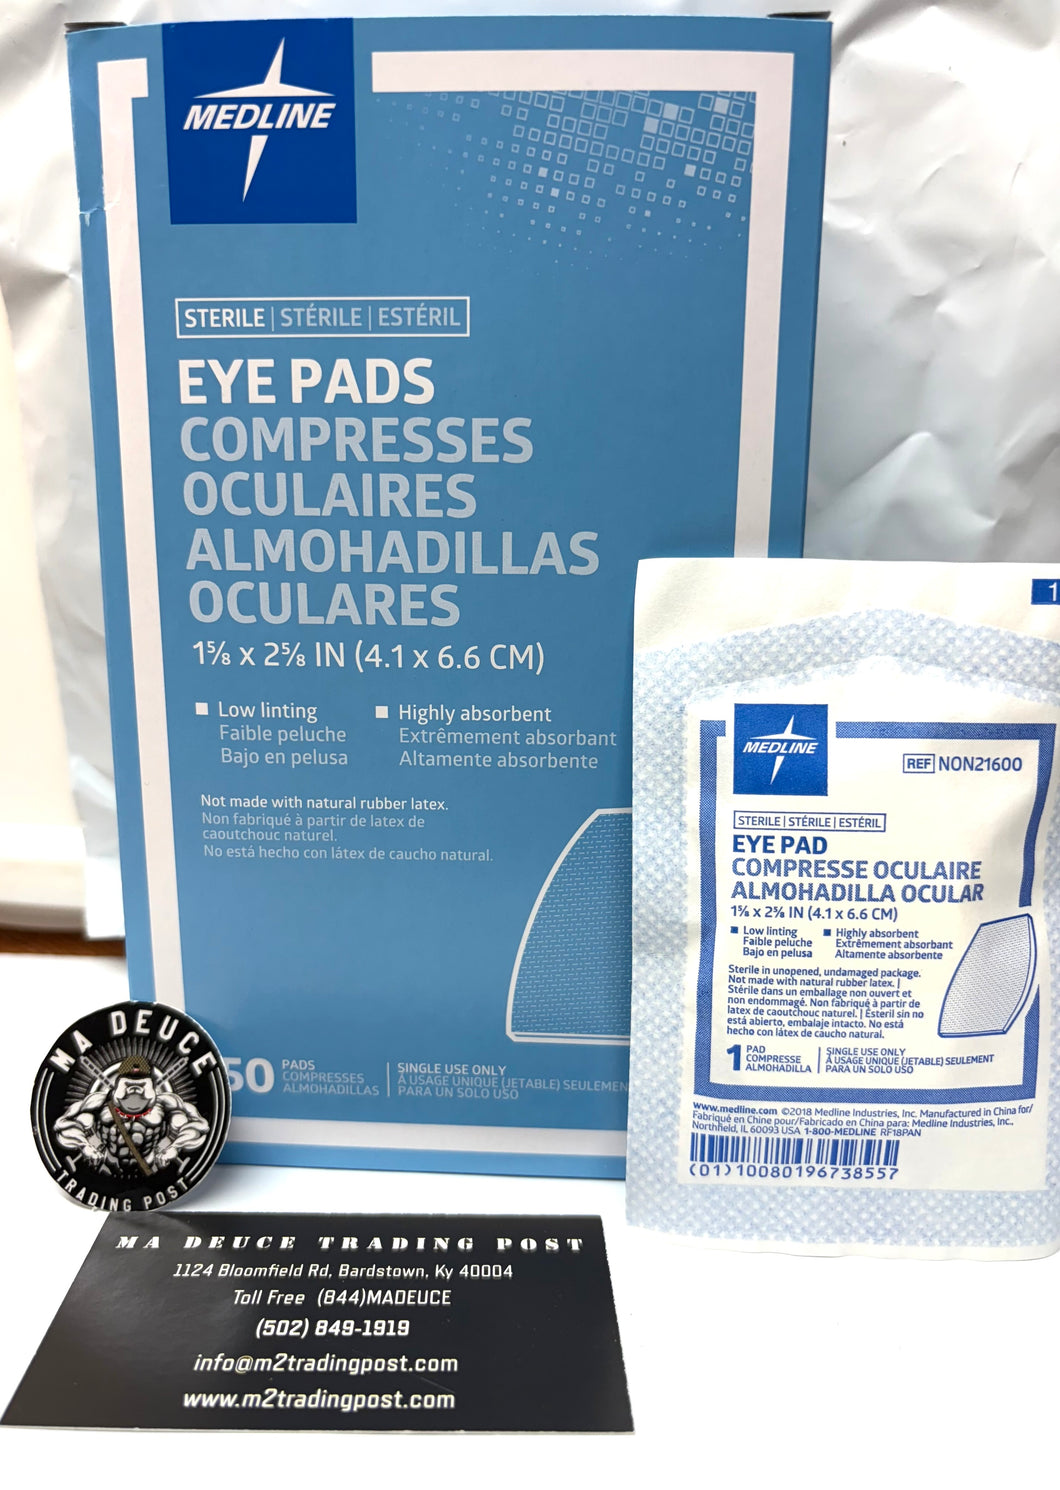 MEDLINE
STERILE | STÉRILE | ESTÉRIL
EYE PADS
COMPRESSES
OCULAIRES
ALMOHADILLAS
OCULARES
1⅝ x 2⅝ IN (4.1 x 6.6 CM)
Low linting
Faible peluche
Bajo en pelusa
Highly absorbent
Extrêmement absorbant
Altamente absorbente
Not made with natural rubber latex.
Non fabriqué à partir de latex de
caoutchouc naturel.
No está hecho con látex de caucho natural.
50
PADS
COMPRESSES
ALMOHADILLAS
SINGLE USE ONLY
À USAGE UNIQUE (JETABLE) SEULEMEN
PARA UN SOLO USO
1
MEDLINE
REF NON21600
STERILE | STÉRILE | ESTÉRIL
EYE PAD
COMPRESSE OCULAIRE
ALMOHADILLA OCULAR
1⅝ x 2⅝ IN (4.1 x 6.6 CM)
Low linting
Faible peluche
Bajo en pelusa
Highly absorbent
Extrêmement absorbant
Altamente absorbente
Sterile in unopened, undamaged package.
Not made with natural rubber latex. |
Stérile dans un emballage non ouvert et
non endommagé. Non fabriqué à partir de
latex de caoutchouc naturel. | Estéril sin no
está abierto, embalaje intacto. No está
hecho con látex de caucho natural.
1 PAD
COMPRESSE
ALMOHADILLA
SINGLE USE ONLY
À USAGE UNIQUE (JETABLE) SEULEMENT
PARA UN SOLO USO
www.medline.com ©2018 Medline Industries, Inc. Manufactured in China for/
Fabriqué en Chine pour/Fabricado en China para: Medline Industries, Inc.,
Northfield, IL 60093 USA 1-800-MEDLINE RF18PAN
(01)10080196738557
MA DEUCE
TRADING POST
MA DEUCE TRADING POST
1124 Bloomfield Rd, Bardstown, Ky 40004
Toll Free (844)MADEUCE
(502) 849-1919
info@m2tradingpost.com
www.m2tradingpost.com